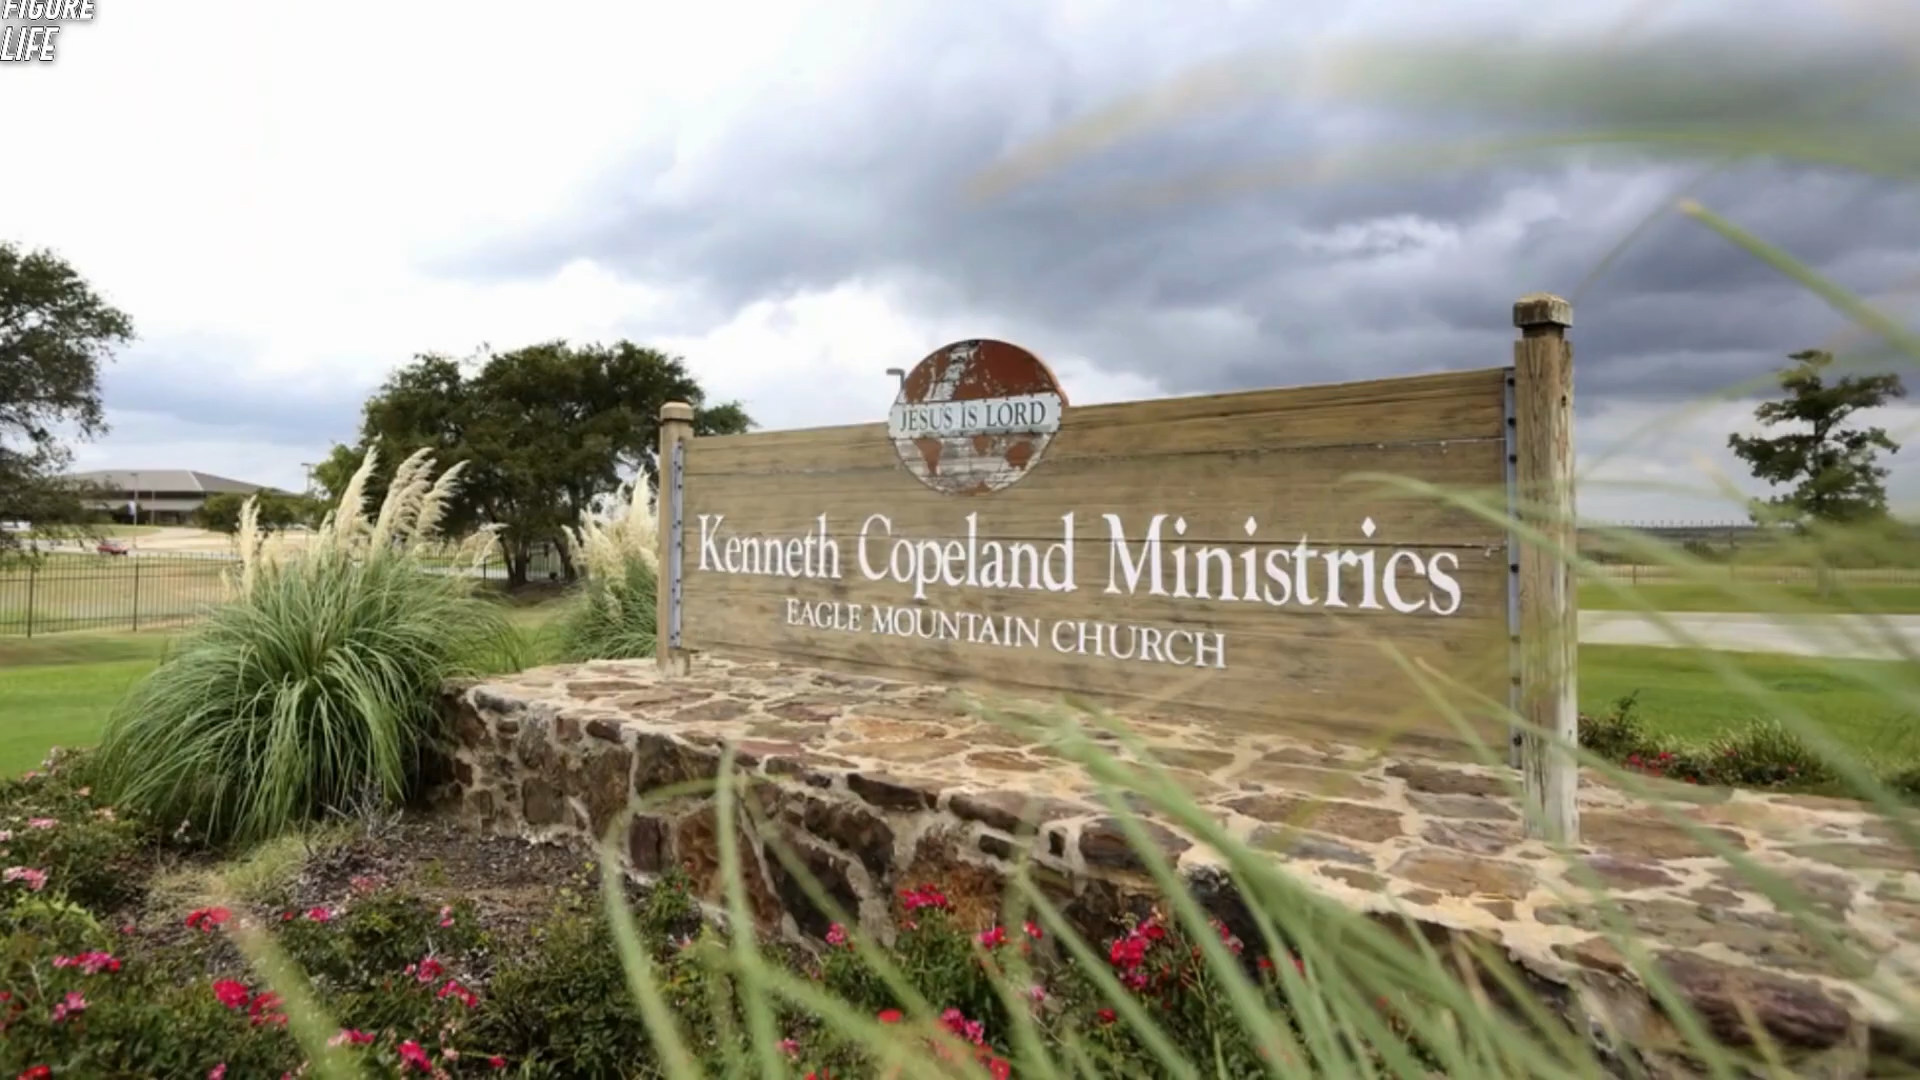 FIGURE
LIFE
JESUS IS LORD
Kenneth Copeland Ministries
EAGLE MOUNTAIN CHURCH